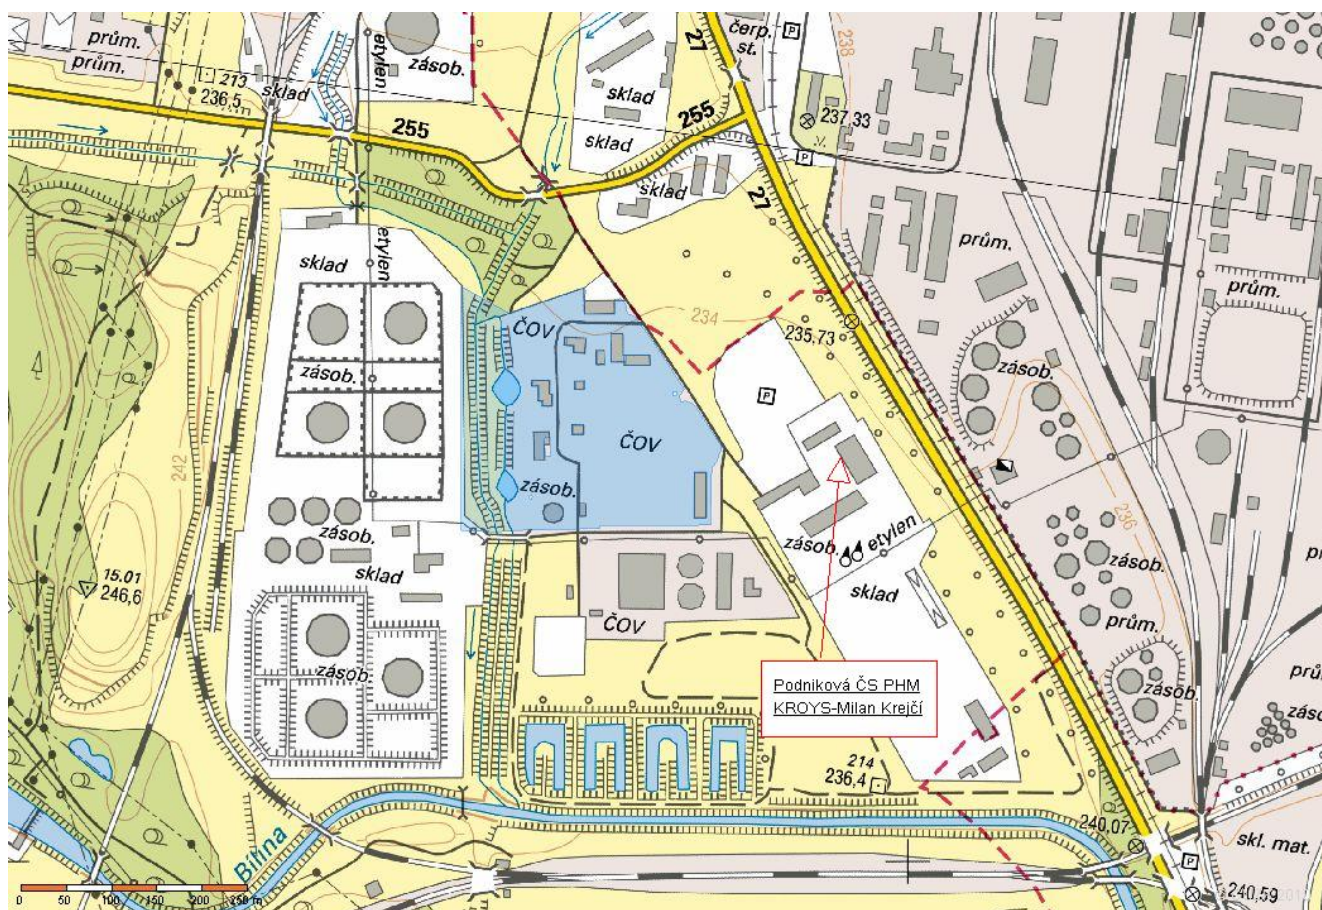 prům.
prům.
213
236,5
sklad
etylen
zásob.
sklad
sklad
sklad
27
čerp.
st.
238
237,33
255
255
27
prům.
prům.
sklad
etylen
zásob.
ČOV
ČOV
zásob.
234
235,73
zásob.
242
15.01
246,6
zásob.
sklad
zásob.
ČOV
zásob.
etylen
sklad
236
zásob.
prům.
zásob.
Podniková ČS PHM
KROYS-Milan Krejčí
214
236,4
240,07
skl. mat.
240,59
Bílina
0 50 100 150 200 250 m